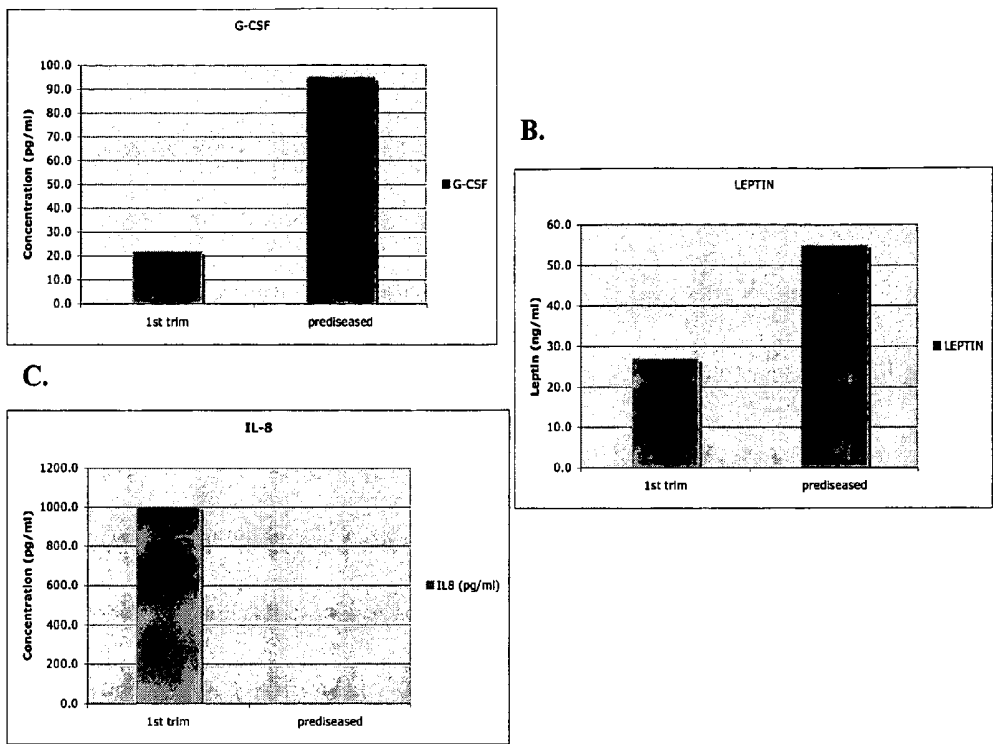 G-CSF
100.0
90.0
80.0
70.0
60.0
50.0
40.0
30.0
20.0
10.0
0.0
Concentration (pg/ml)
1st trim
prediseased
G-CSF
B.
LEPTIN
60.0
50.0
40.0
30.0
20.0
10.0
0.0
Leptin (ng/ml)
1st trim
prediseased
LEPTIN
C.
IL-8
1200.0
1000.0
800.0
600.0
400.0
200.0
0.0
Concentration (pg/ml)
1st trim
prediseased
IL8 (pg/ml)